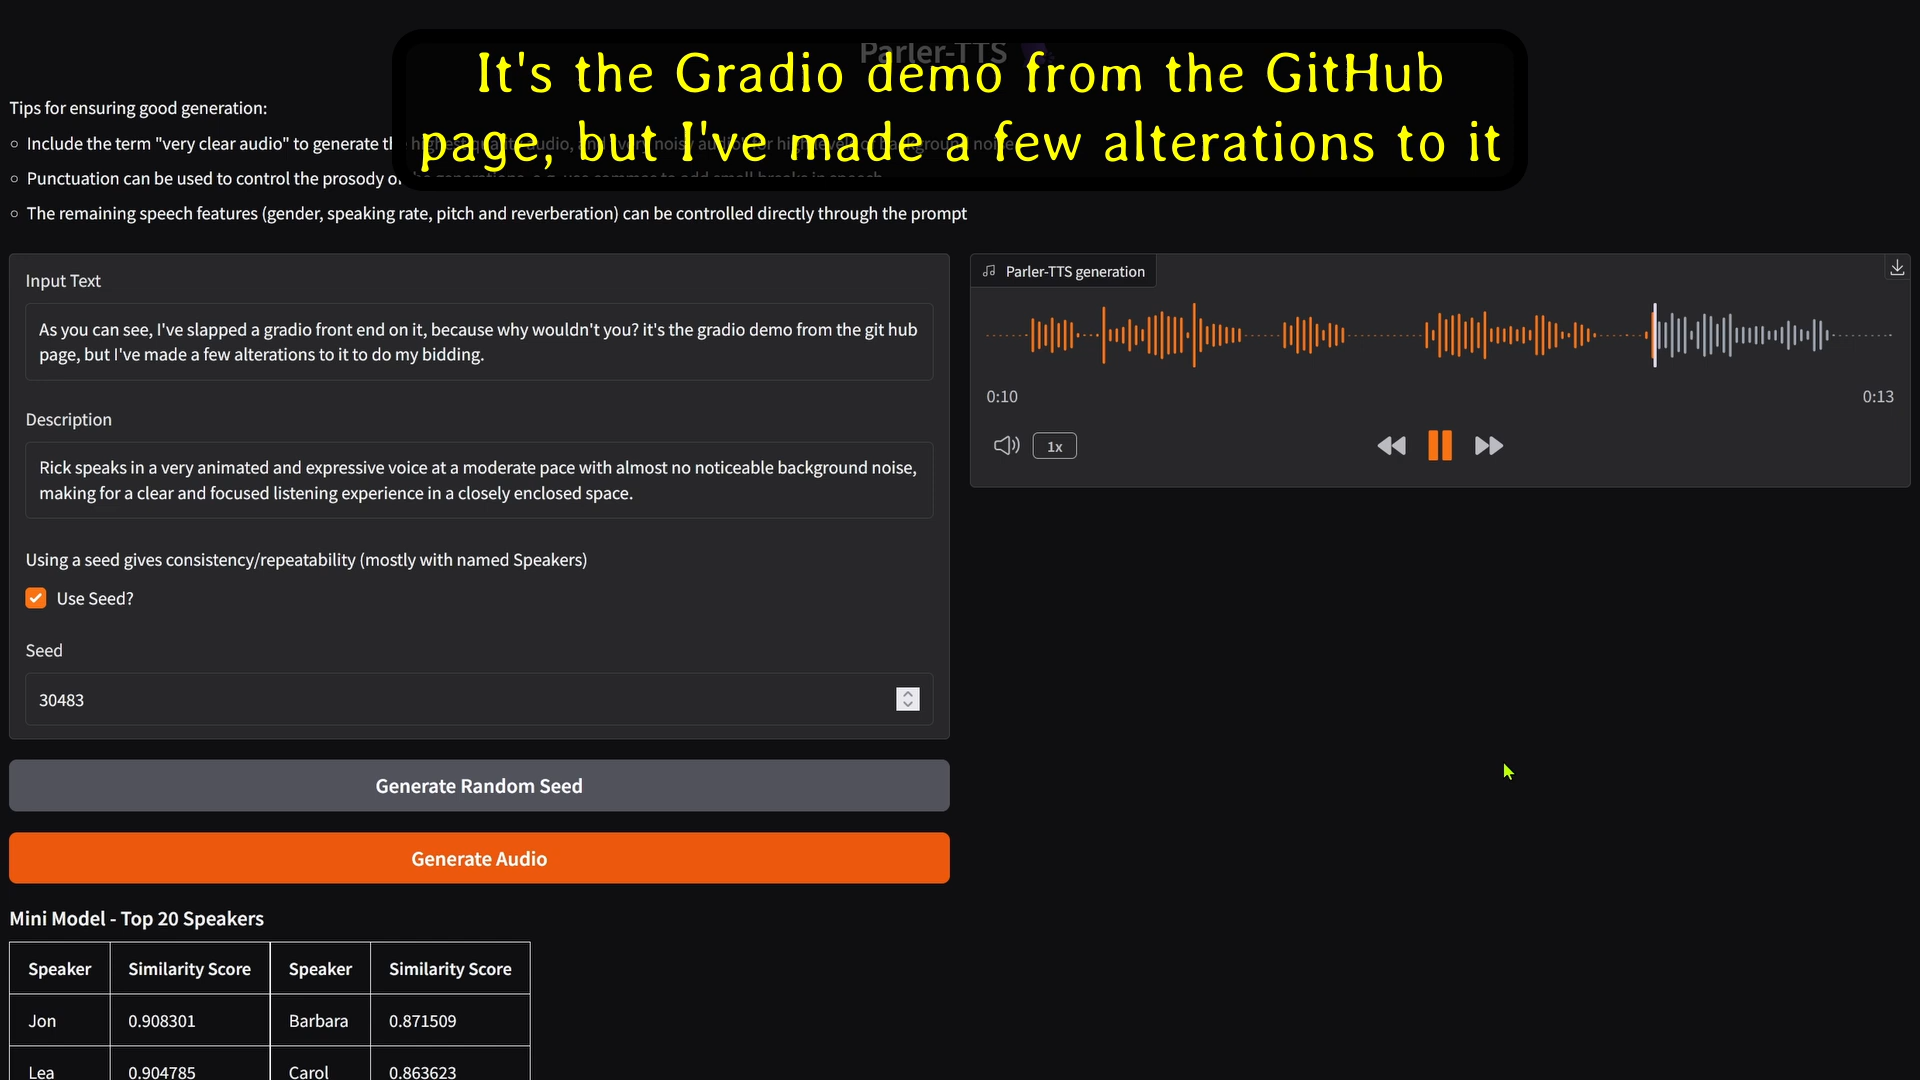 Parler-TTS
It's the Gradio demo from the GitHub
page, but I've made a few alterations to it
Tips for ensuring good generation:
Include the term "very clear audio" to generate th
Punctuation can be used to control the prosody o
The remaining speech features (gender, speaking rate, pitch and reverberation) can be controlled directly through the prompt
Input Text
As you can see, I've slapped a gradio front end on it, because why wouldn't you? it's the gradio demo from the git hub
page, but I've made a few alterations to it to do my bidding.
Description
Rick speaks in a very animated and expressive voice at a moderate pace with almost no noticeable background noise,
making for a clear and focused listening experience in a closely enclosed space.
Using a seed gives consistency/repeatability (mostly with named Speakers)
Use Seed?
Seed
30483
Generate Random Seed
Generate Audio
Mini Model - Top 20 Speakers
Speaker Similarity Score Speaker Similarity Score
Jon 0.908301 Barbara 0.871509
Lea 0.904785 Carol 0.863623
Parler-TTS generation
0:10 0:13
1x